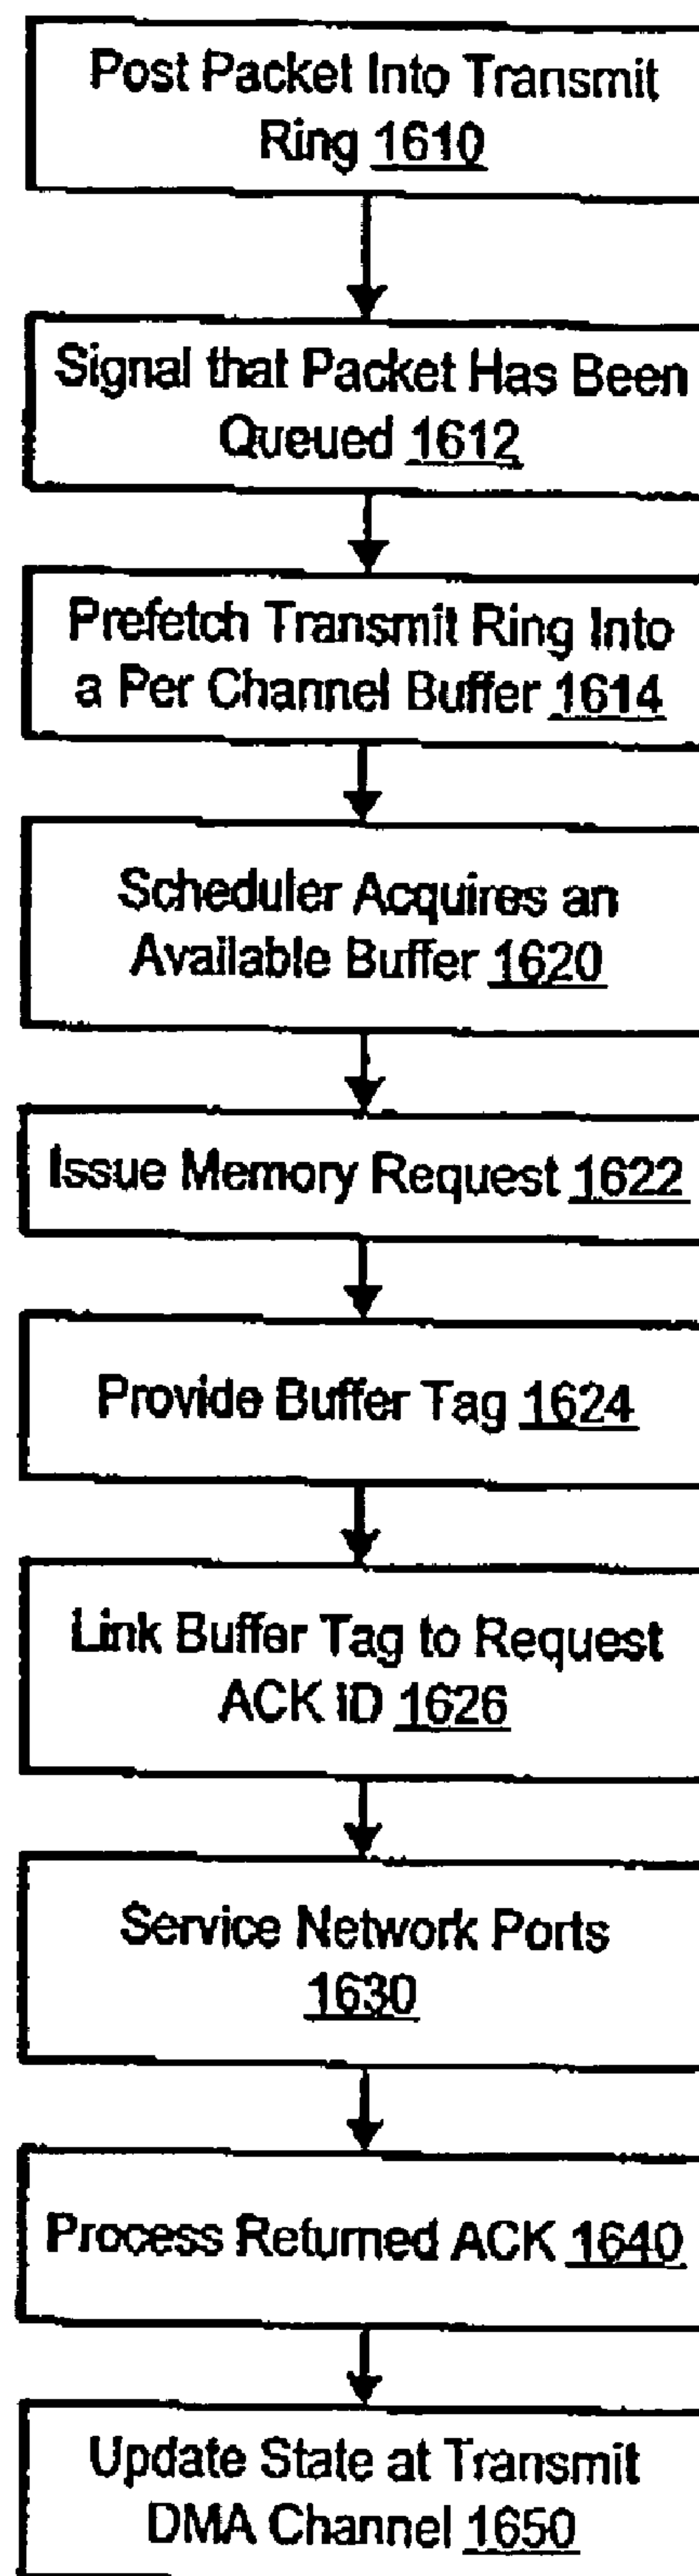 Post Packet Into Transmit
Ring 1610
Signal that Packet Has Been
Queued 1612
Prefetch Transmit Ring Into
a Per Channel Buffer 1614
Scheduler Acquires an
Available Buffer 1620
Issue Memory Request 1622
Provide Buffer Tag 1624
Link Buffer Tag to Request
ACK ID 1626
Service Network Ports
1630
Process Returned ACK 1640
Update State at Transmit
DMA Channel 1650